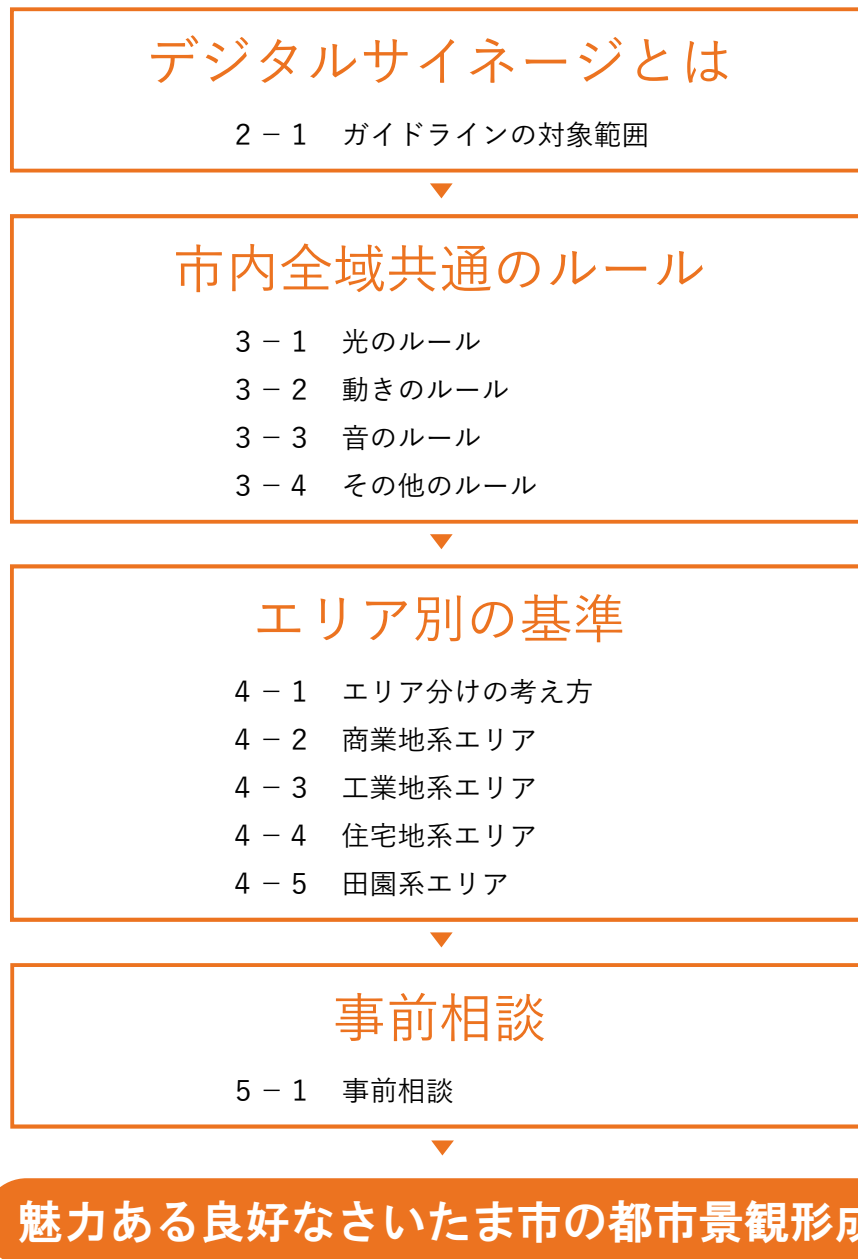 デジタルサイネージとは
2－1 ガイドラインの対象範囲
市内全域共通のルール
3－1 光のルール
3－2 動きのルール
3－3 音のルール
3－4 その他のルール
エリア別の基準
4－1 エリア分けの考え方
4－2 商業地系エリア
4－3 工業地系エリア
4－4 住宅地系エリア
4－5 田園系エリア
事前相談
5－1 事前相談
魅力ある良好なさいたま市の都市景観形成